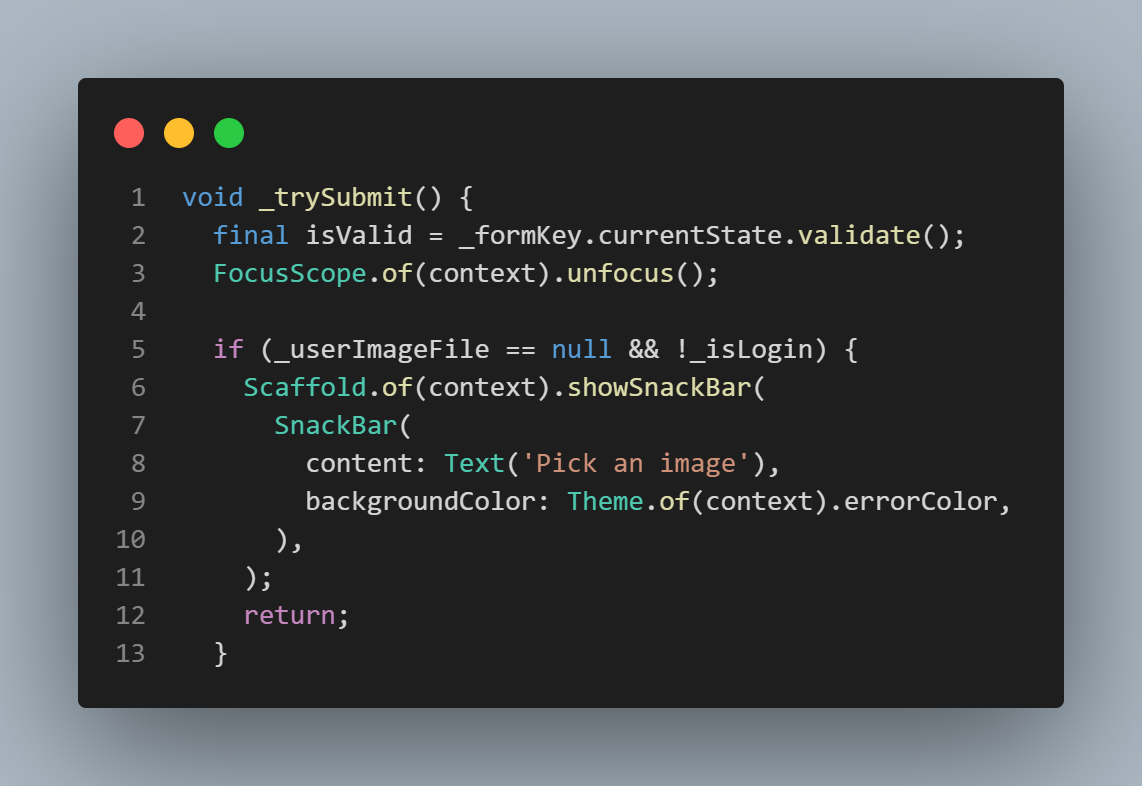 1 void _trySubmit() {
2   final isValid = _formKey.currentState.validate();
3   FocusScope.of(context).unfocus();
4
5   if (_userImageFile == null && !_isLogin) {
6     Scaffold.of(context).showSnackBar(
7       SnackBar(
8         content: Text('Pick an image'),
9         backgroundColor: Theme.of(context).errorColor,
10       ),
11     );
12     return;
13   }